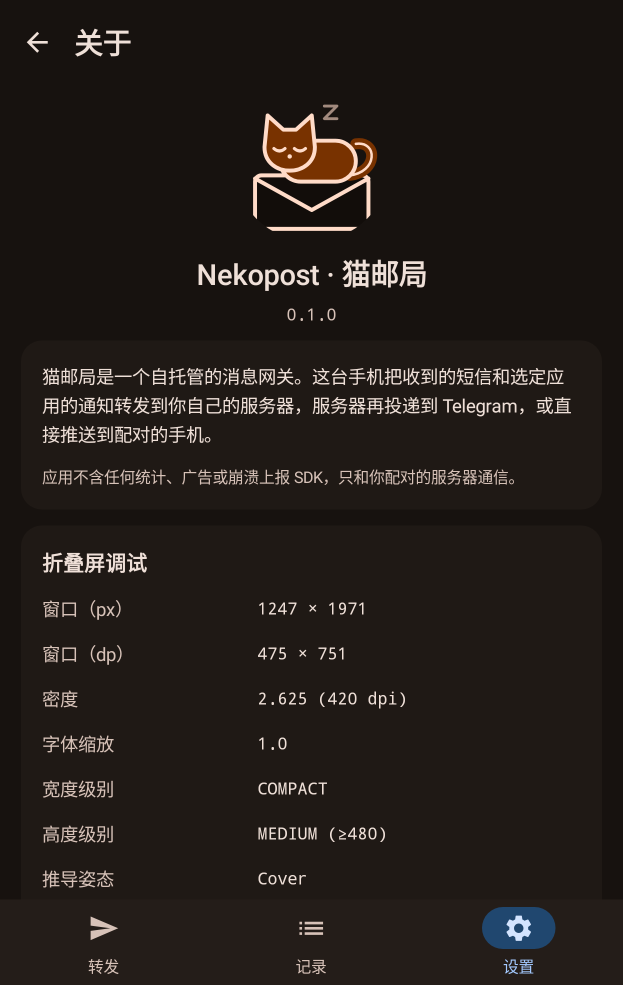 关于
Z
Nekopost · 猫邮局
0.1.0
猫邮局是一个自托管的消息网关。这台手机把收到的短信和选定应
用的通知转发到你自己的服务器，服务器再投递到 Telegram，或直
接推送到配对的手机。
应用不含任何统计、广告或崩溃上报 SDK，只和你配对的服务器通信。
折叠屏调试
窗口（px） 1247 × 1971
窗口（dp） 475 × 751
密度 2.625 (420 dpi)
字体缩放 1.0
宽度级别 COMPACT
高度级别 MEDIUM (≥480)
推导姿态 Cover
转发 记录 设置